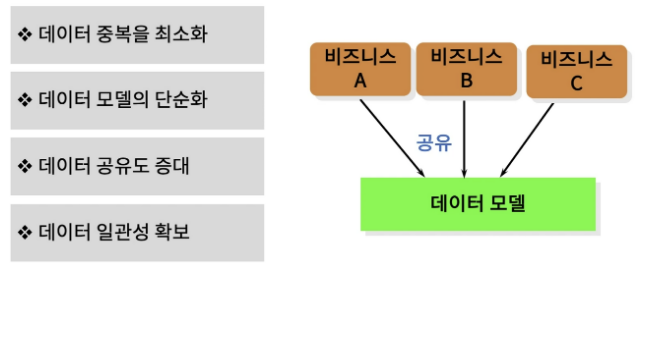 ❖ 데이터 중복을 최소화
❖ 데이터 모델의 단순화
❖ 데이터 공유도 증대
❖ 데이터 일관성 확보
비즈니스
A
비즈니스
B
비즈니스
C
공유
데이터 모델